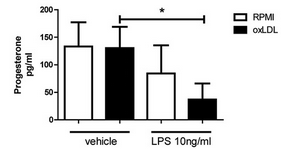 *
RPMI
oxLDL
Progesterone
pg/ml
200
150
100
50
0
vehicle
LPS 10ng/ml